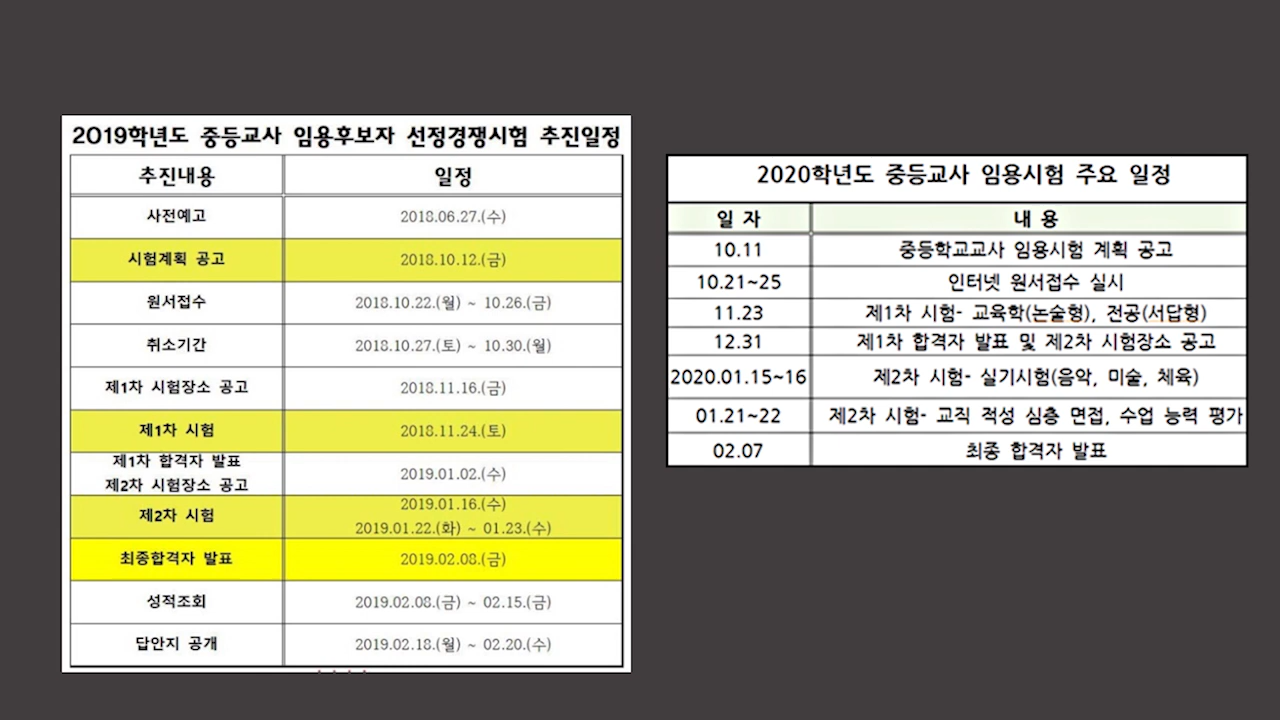 2019학년도 중등교사 임용후보자 선정경쟁시험 추진일정
추진내용 일정
사전예고 2018.06.27.(수)
시험계획 공고 2018.10.12.(금)
원서접수 2018.10.22.(월) ~ 10.26.(금)
취소기간 2018.10.27.(토) ~ 10.30.(월)
제1차 시험장소 공고 2018.11.16.(금)
제1차 시험 2018.11.24.(토)
제1차 합격자 발표
제2차 시험장소 공고
2019.01.02.(수)
제2차 시험
2019.01.16.(수)
2019.01.22.(화) ~ 01.23.(수)
최종합격자 발표 2019.02.08.(금)
성적조회 2019.02.08.(금) ~ 02.15.(금)
답안지 공개 2019.02.18.(월) ~ 02.20.(수)
2020학년도 중등교사 임용시험 주요 일정
일 자 내 용
10.11 중등학교교사 임용시험 계획 공고
10.21~25 인터넷 원서접수 실시
11.23 제1차 시험- 교육학(논술형), 전공(서답형)
12.31 제1차 합격자 발표 및 제2차 시험장소 공고
2020.01.15~16 제2차 시험- 실기시험(음악, 미술, 체육)
01.21~22 제2차 시험- 교직 적성 심층 면접, 수업 능력 평가
02.07 최종 합격자 발표